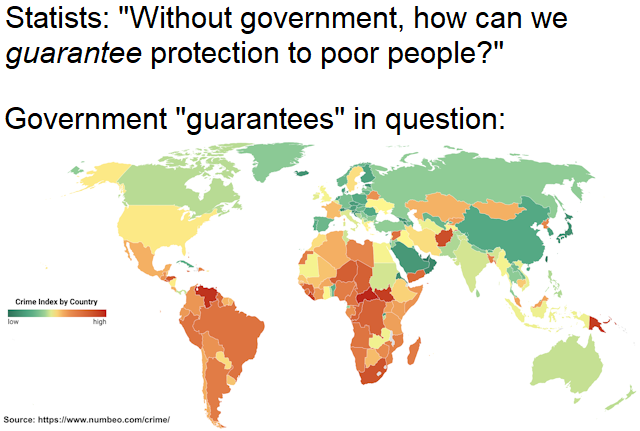 Statists: "Without government, how can we
guarantee protection to poor people?"
Government "guarantees" in question:
Crime Index by Country
low high
Source: https://www.numbeo.com/crime/